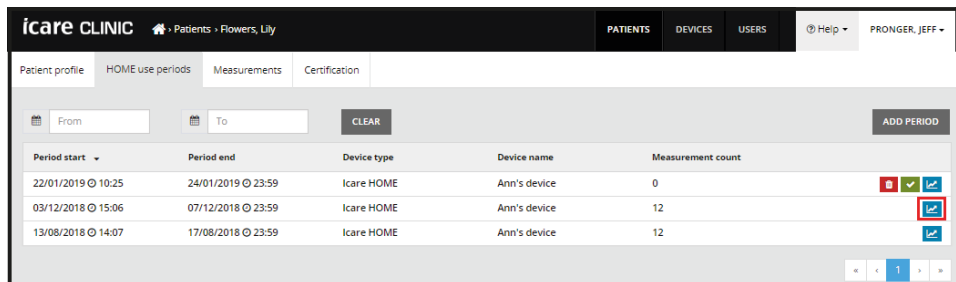 icare CLINIC › Patients › Flowers, Lily PATIENTS DEVICES USERS Help PRONGER, JEFF
Patient profile HOME use periods Measurements Certification
From To CLEAR ADD PERIOD
Period start Period end Device type Device name Measurement count
22/01/2019 10:25 24/01/2019 23:59 Icare HOME Ann's device 0
03/12/2018 15:06 07/12/2018 23:59 Icare HOME Ann's device 12
13/08/2018 14:07 17/08/2018 23:59 Icare HOME Ann's device 12
« ‹ 1 › »